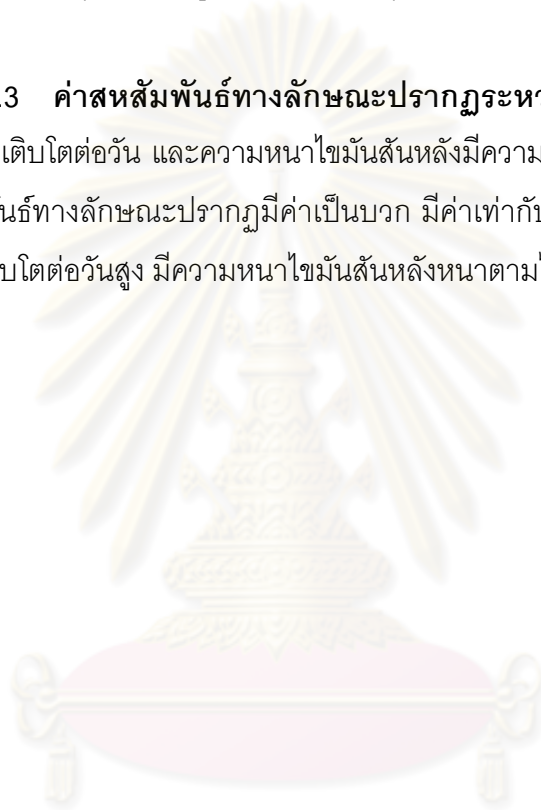 .3 ค่าสหสัมพันธ์ทางลักษณะปรากฏระหว
เติบโตต่อวัน และความหนาไขมันสันหลังมีความ
ันธ์ทางลักษณะปรากฏมีค่าเป็นบวก มีค่าเท่ากับ
บโตต่อวันสูง มีความหนาไขมันสันหลังหนาตาม